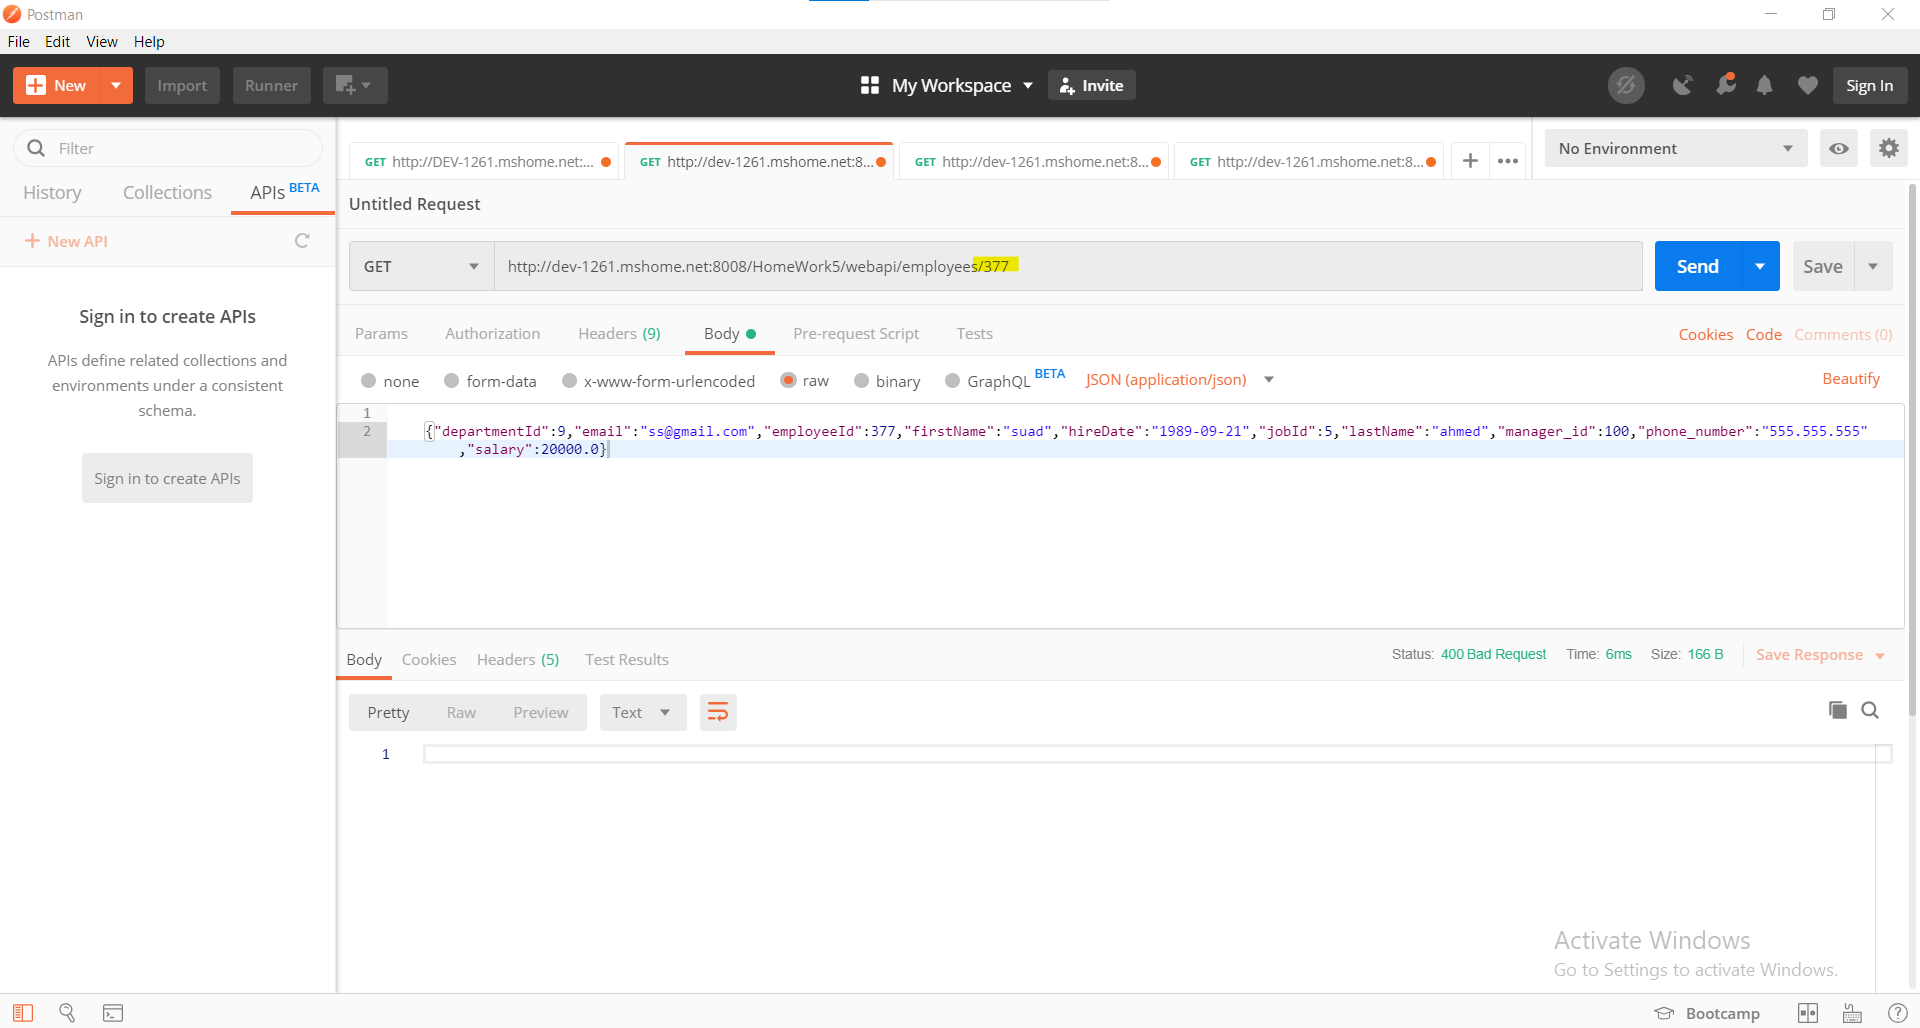 Postman
File Edit View Help
New Import Runner My Workspace Invite Sign In
Filter
History Collections APIs BETA
New API
Sign in to create APIs
APIs define related collections and
environments under a consistent
schema.
Sign in to create APIs
GET http://DEV-1261.mshome.net:... GET http://dev-1261.mshome.net:8... GET http://dev-1261.mshome.net:8... GET http://dev-1261.mshome.net:8... No Environment
Untitled Request
GET http://dev-1261.mshome.net:8008/HomeWork5/webapi/employees/377 Send Save
Params Authorization Headers (9) Body Pre-request Script Tests Cookies Code Comments (0)
none form-data x-www-form-urlencoded raw binary GraphQL BETA JSON (application/json) Beautify
1
2 {"departmentId":9,"email":"ss@gmail.com","employeeId":377,"firstName":"suad","hireDate":"1989-09-21","jobId":5,"lastName":"ahmed","manager_id":100,"phone_number":"555.555.555"
,"salary":20000.0}
Body Cookies Headers (5) Test Results Status: 400 Bad Request Time: 6ms Size: 166 B Save Response
Pretty Raw Preview Text
1
Activate Windows
Go to Settings to activate Windows.
Bootcamp